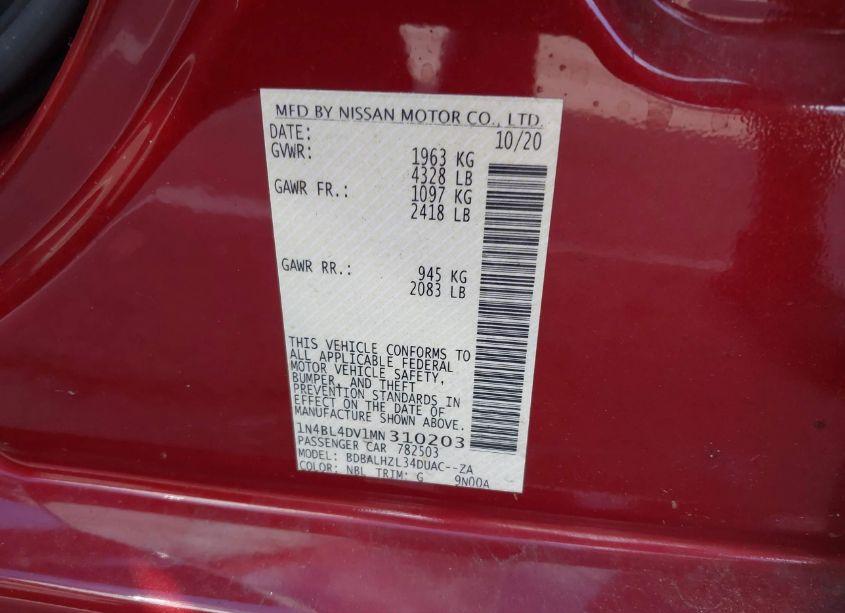 MFD BY NISSAN MOTOR CO., LTD.
DATE: 10/20
GVWR: 1963 KG
4328 LB
GAWR FR.: 1097 KG
2418 LB
GAWR RR.: 945 KG
2083 LB
THIS VEHICLE CONFORMS TO
ALL APPLICABLE FEDERAL
MOTOR VEHICLE SAFETY,
BUMPER, AND THEFT
PREVENTION STANDARDS IN
EFFECT ON THE DATE OF
MANUFACTURE SHOWN ABOVE.
1N4BL4DV1MN310203
PASSENGER CAR 782503
MODEL: BDBALHZL34DUAC--ZA
COLOR: NBL TRIM: G 9N00A